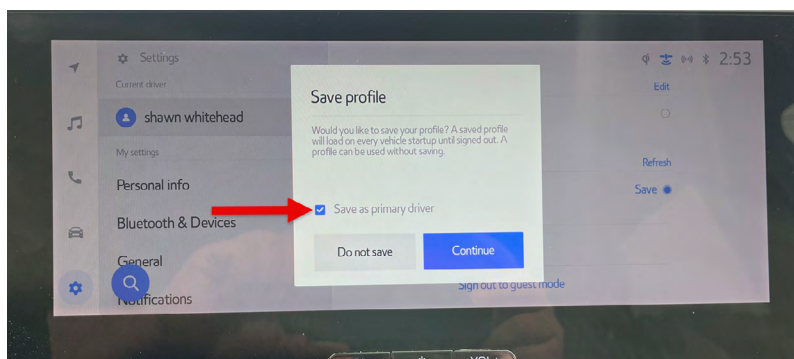 Settings
2:53
Current driver
Edit
shawn whitehead
My settings
Refresh
Personal info
Save
Bluetooth & Devices
General
Notifications
Sign out to guest mode
Save profile
Would you like to save your profile? A saved profile
will load on every vehicle startup until signed out. A
profile can be used without saving.
Save as primary driver
Do not save
Continue